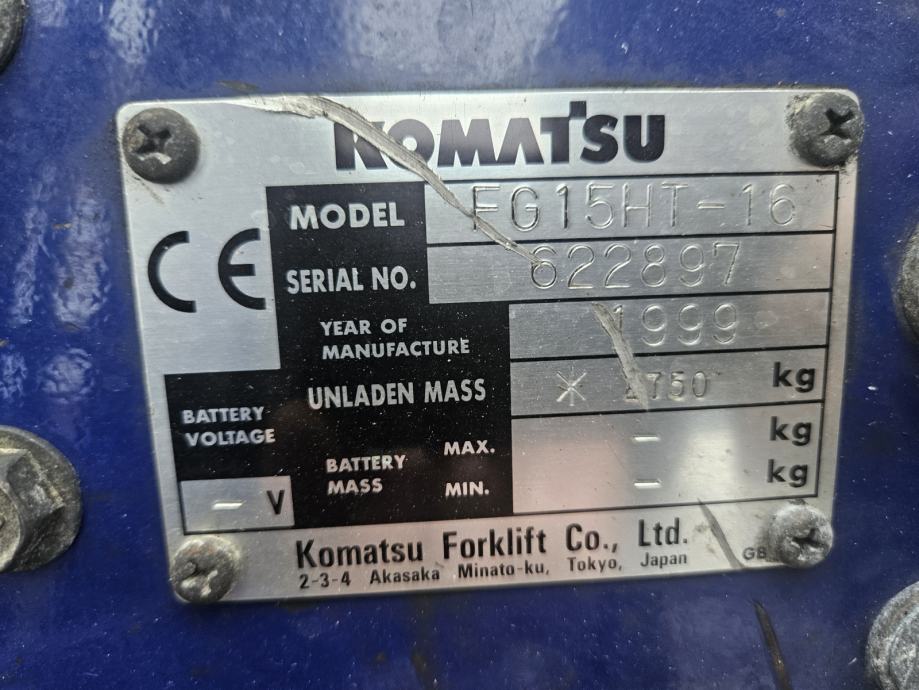 KOMATSU
MODEL FG15HT-16
SERIAL NO. 622897
YEAR OF MANUFACTURE 1999
UNLADEN MASS * 2750 kg
BATTERY VOLTAGE - V
BATTERY MASS MAX. - kg
MIN. - kg
CE
Komatsu Forklift Co., Ltd.
2-3-4 Akasaka Minato-ku, Tokyo, Japan
GB